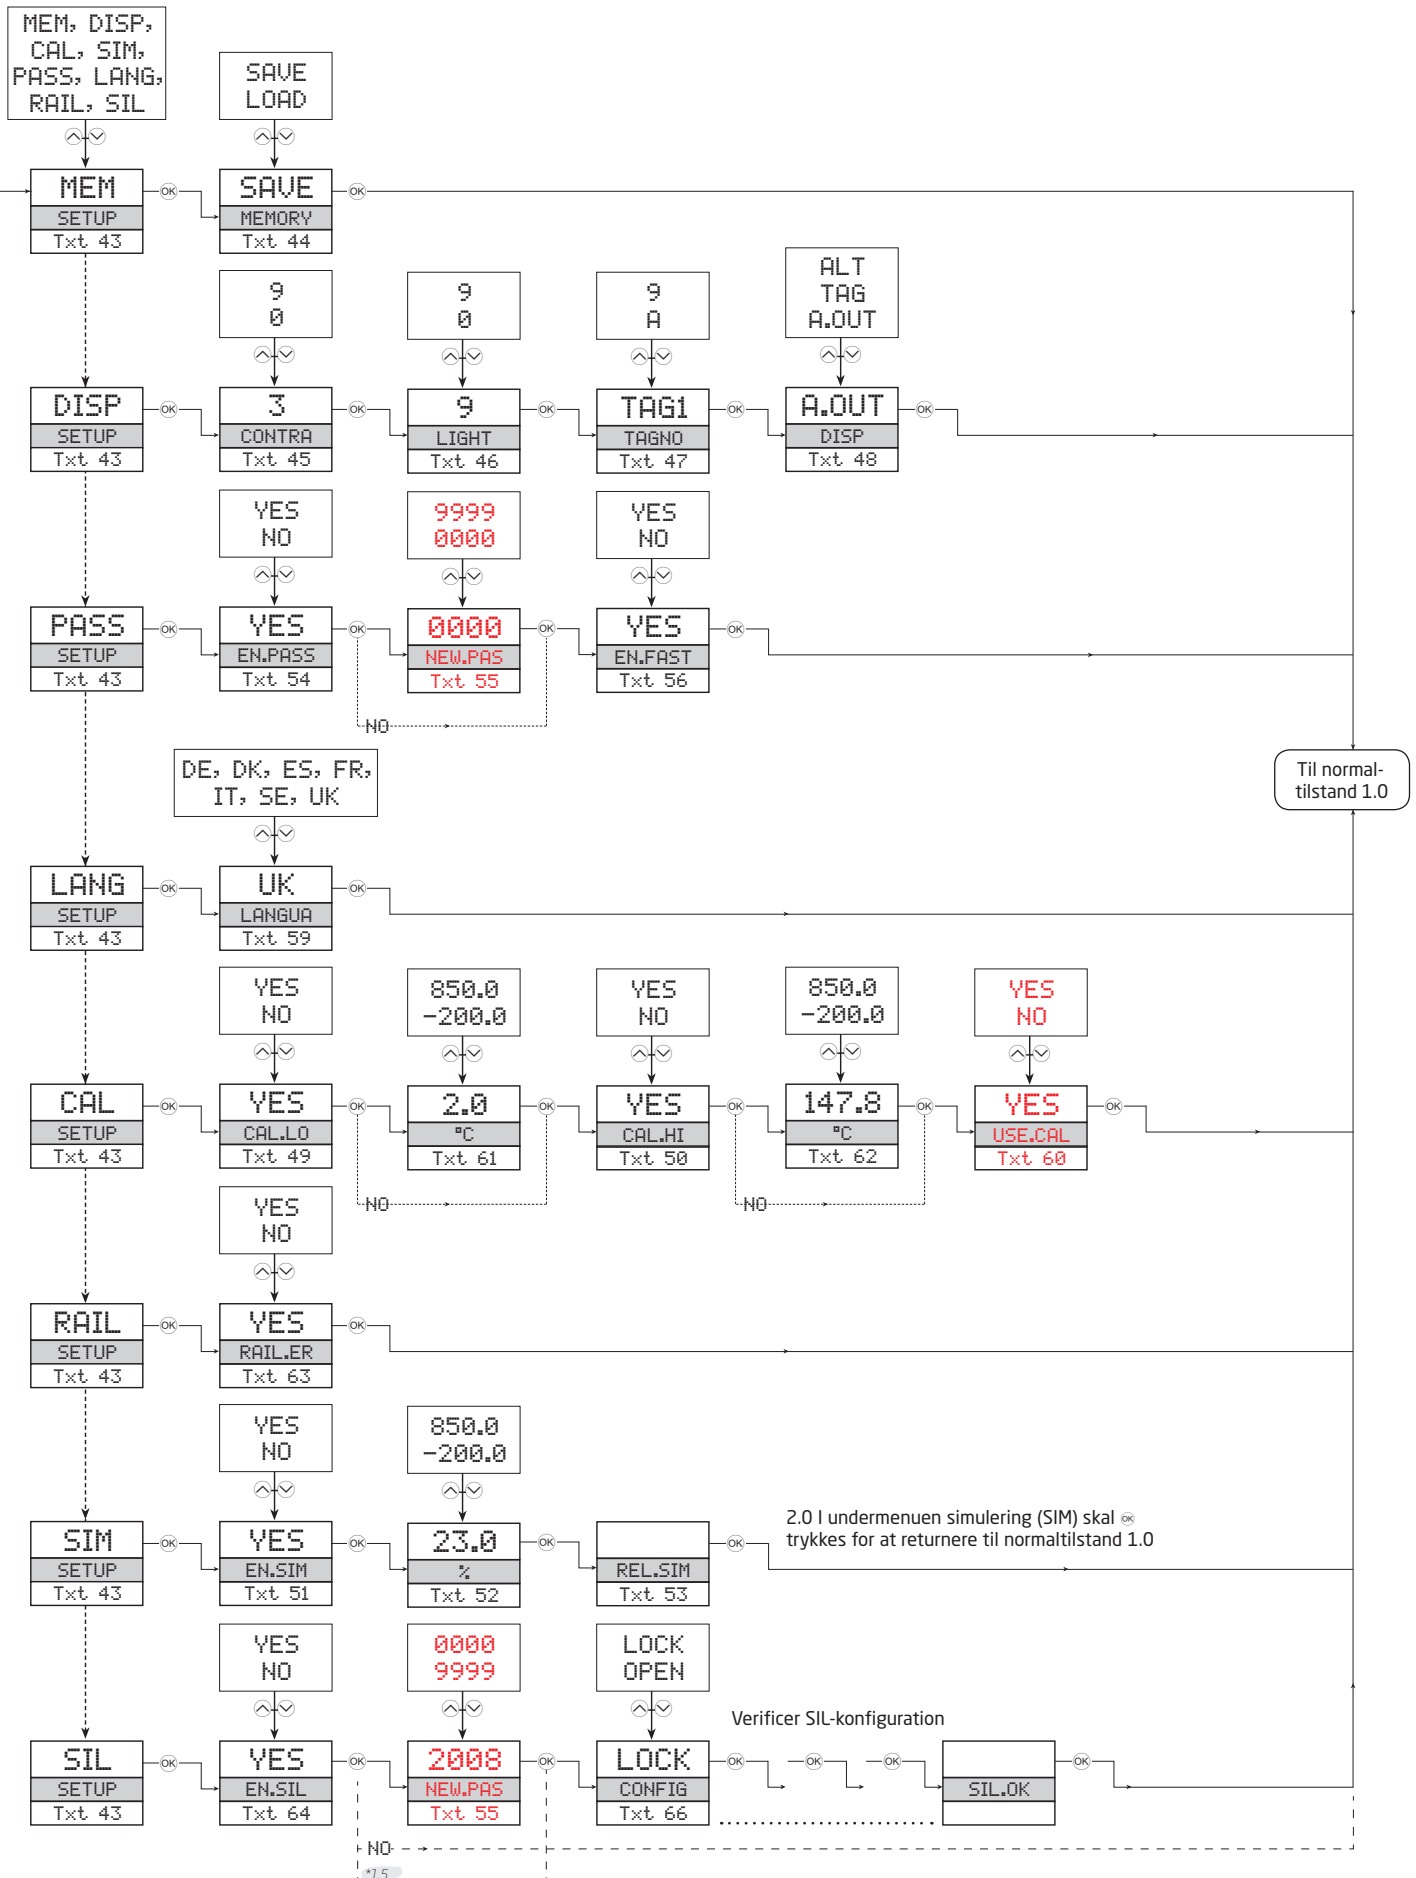 MEM, DISP,
CAL, SIM,
PASS, LANG,
RAIL, SIL
SAVE
LOAD
MEM
SETUP
Txt 43
SAVE
MEMORY
Txt 44
OK
OK
9
0
9
0
9
A
ALT
TAG
A.OUT
DISP
SETUP
Txt 43
OK
3
CONTRA
Txt 45
OK
9
LIGHT
Txt 46
OK
TAG1
TAGNO
Txt 47
OK
A.OUT
DISP
Txt 48
OK
YES
NO
9999
0000
YES
NO
PASS
SETUP
Txt 43
OK
YES
EN.PASS
Txt 54
OK
0000
NEW.PAS
Txt 55
OK
YES
EN.FAST
Txt 56
OK
NO
Til normal-
tilstand 1.0
DE, DK, ES, FR,
IT, SE, UK
LANG
SETUP
Txt 43
OK
UK
LANGUA
Txt 59
OK
YES
NO
850.0
-200.0
YES
NO
850.0
-200.0
YES
NO
CAL
SETUP
Txt 43
OK
YES
CAL.LO
Txt 49
OK
2.0
°C
Txt 61
OK
YES
CAL.HI
Txt 50
OK
147.8
°C
Txt 62
OK
YES
USE.CAL
Txt 60
OK
NO
NO
YES
NO
RAIL
SETUP
Txt 43
OK
YES
RAIL.ER
Txt 63
OK
YES
NO
850.0
-200.0
SIM
SETUP
Txt 43
OK
YES
EN.SIM
Txt 51
OK
23.0
%
Txt 52
OK
REL.SIM
Txt 53
OK
2.0 I undermenuen simulering (SIM) skal OK
trykkes for at returnere til normaltilstand 1.0
YES
NO
0000
9999
LOCK
OPEN
Verificer SIL-konfiguration
SIL
SETUP
Txt 43
OK
YES
EN.SIL
Txt 64
OK
2008
NEW.PAS
Txt 55
OK
LOCK
CONFIG
Txt 66
OK
OK
OK
SIL.OK
OK
NO
*1.5